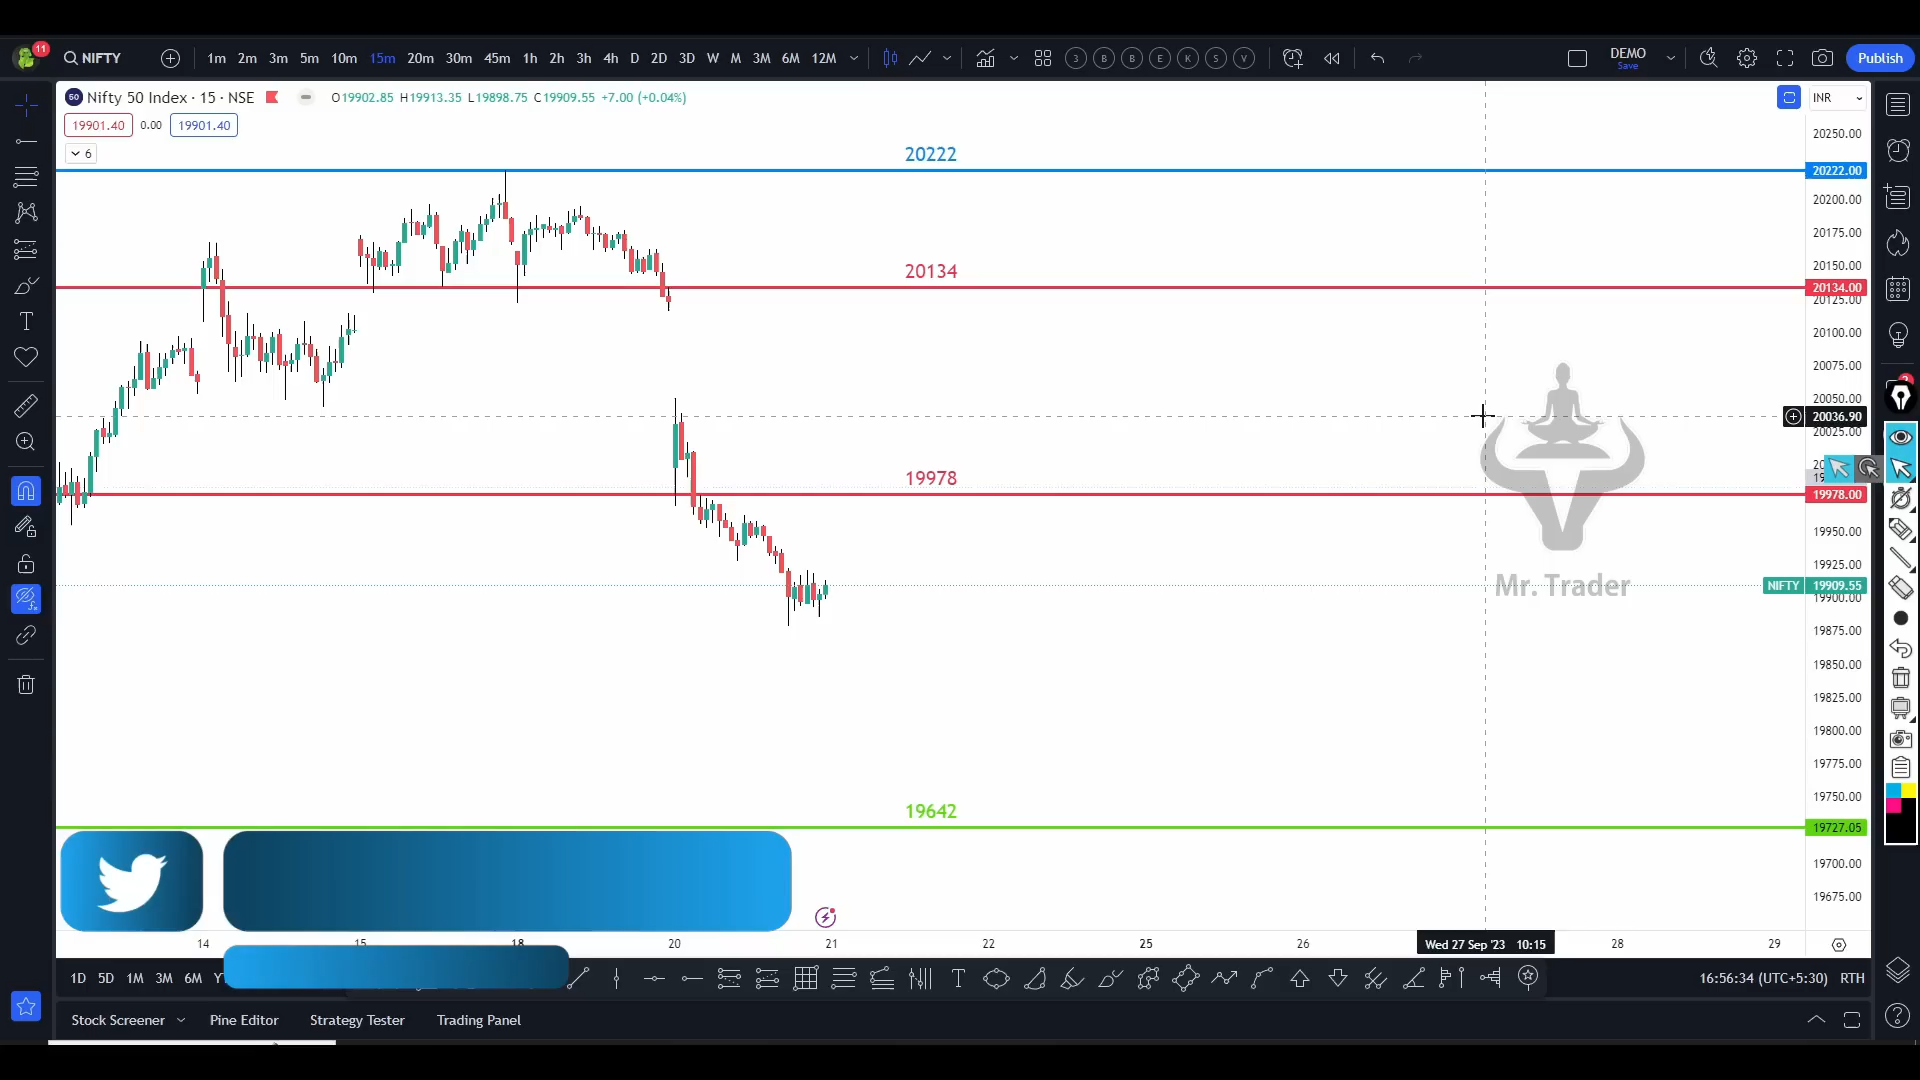 11
NIFTY
1m 2m 3m 5m 10m 15m 20m 30m 45m 1h 2h 3h 4h D 2D 3D W M 3M 6M 12M
3 B B E K S V
DEMO
Save
Publish
50 Nifty 50 Index · 15 · NSE
O19902.85 H19913.35 L19898.75 C19909.55 +7.00 (+0.04%)
INR
19901.40 0.00 19901.40
6
20250.00
20222
20222.00
20200.00
20175.00
20150.00
20134
20134.00
20125.00
20100.00
20075.00
20050.00
20036.90
20025.00
19978
19978.00
19950.00
19925.00
Mr. Trader
NIFTY 19909.55
19900.00
19875.00
19850.00
19825.00
19800.00
19775.00
19750.00
19642
19727.05
19700.00
19675.00
14 15 18 20 21 22 25 26 Wed 27 Sep '23 10:15 28 29
1D 5D 1M 3M 6M
16:56:34 (UTC+5:30) RTH
Stock Screener Pine Editor Strategy Tester Trading Panel